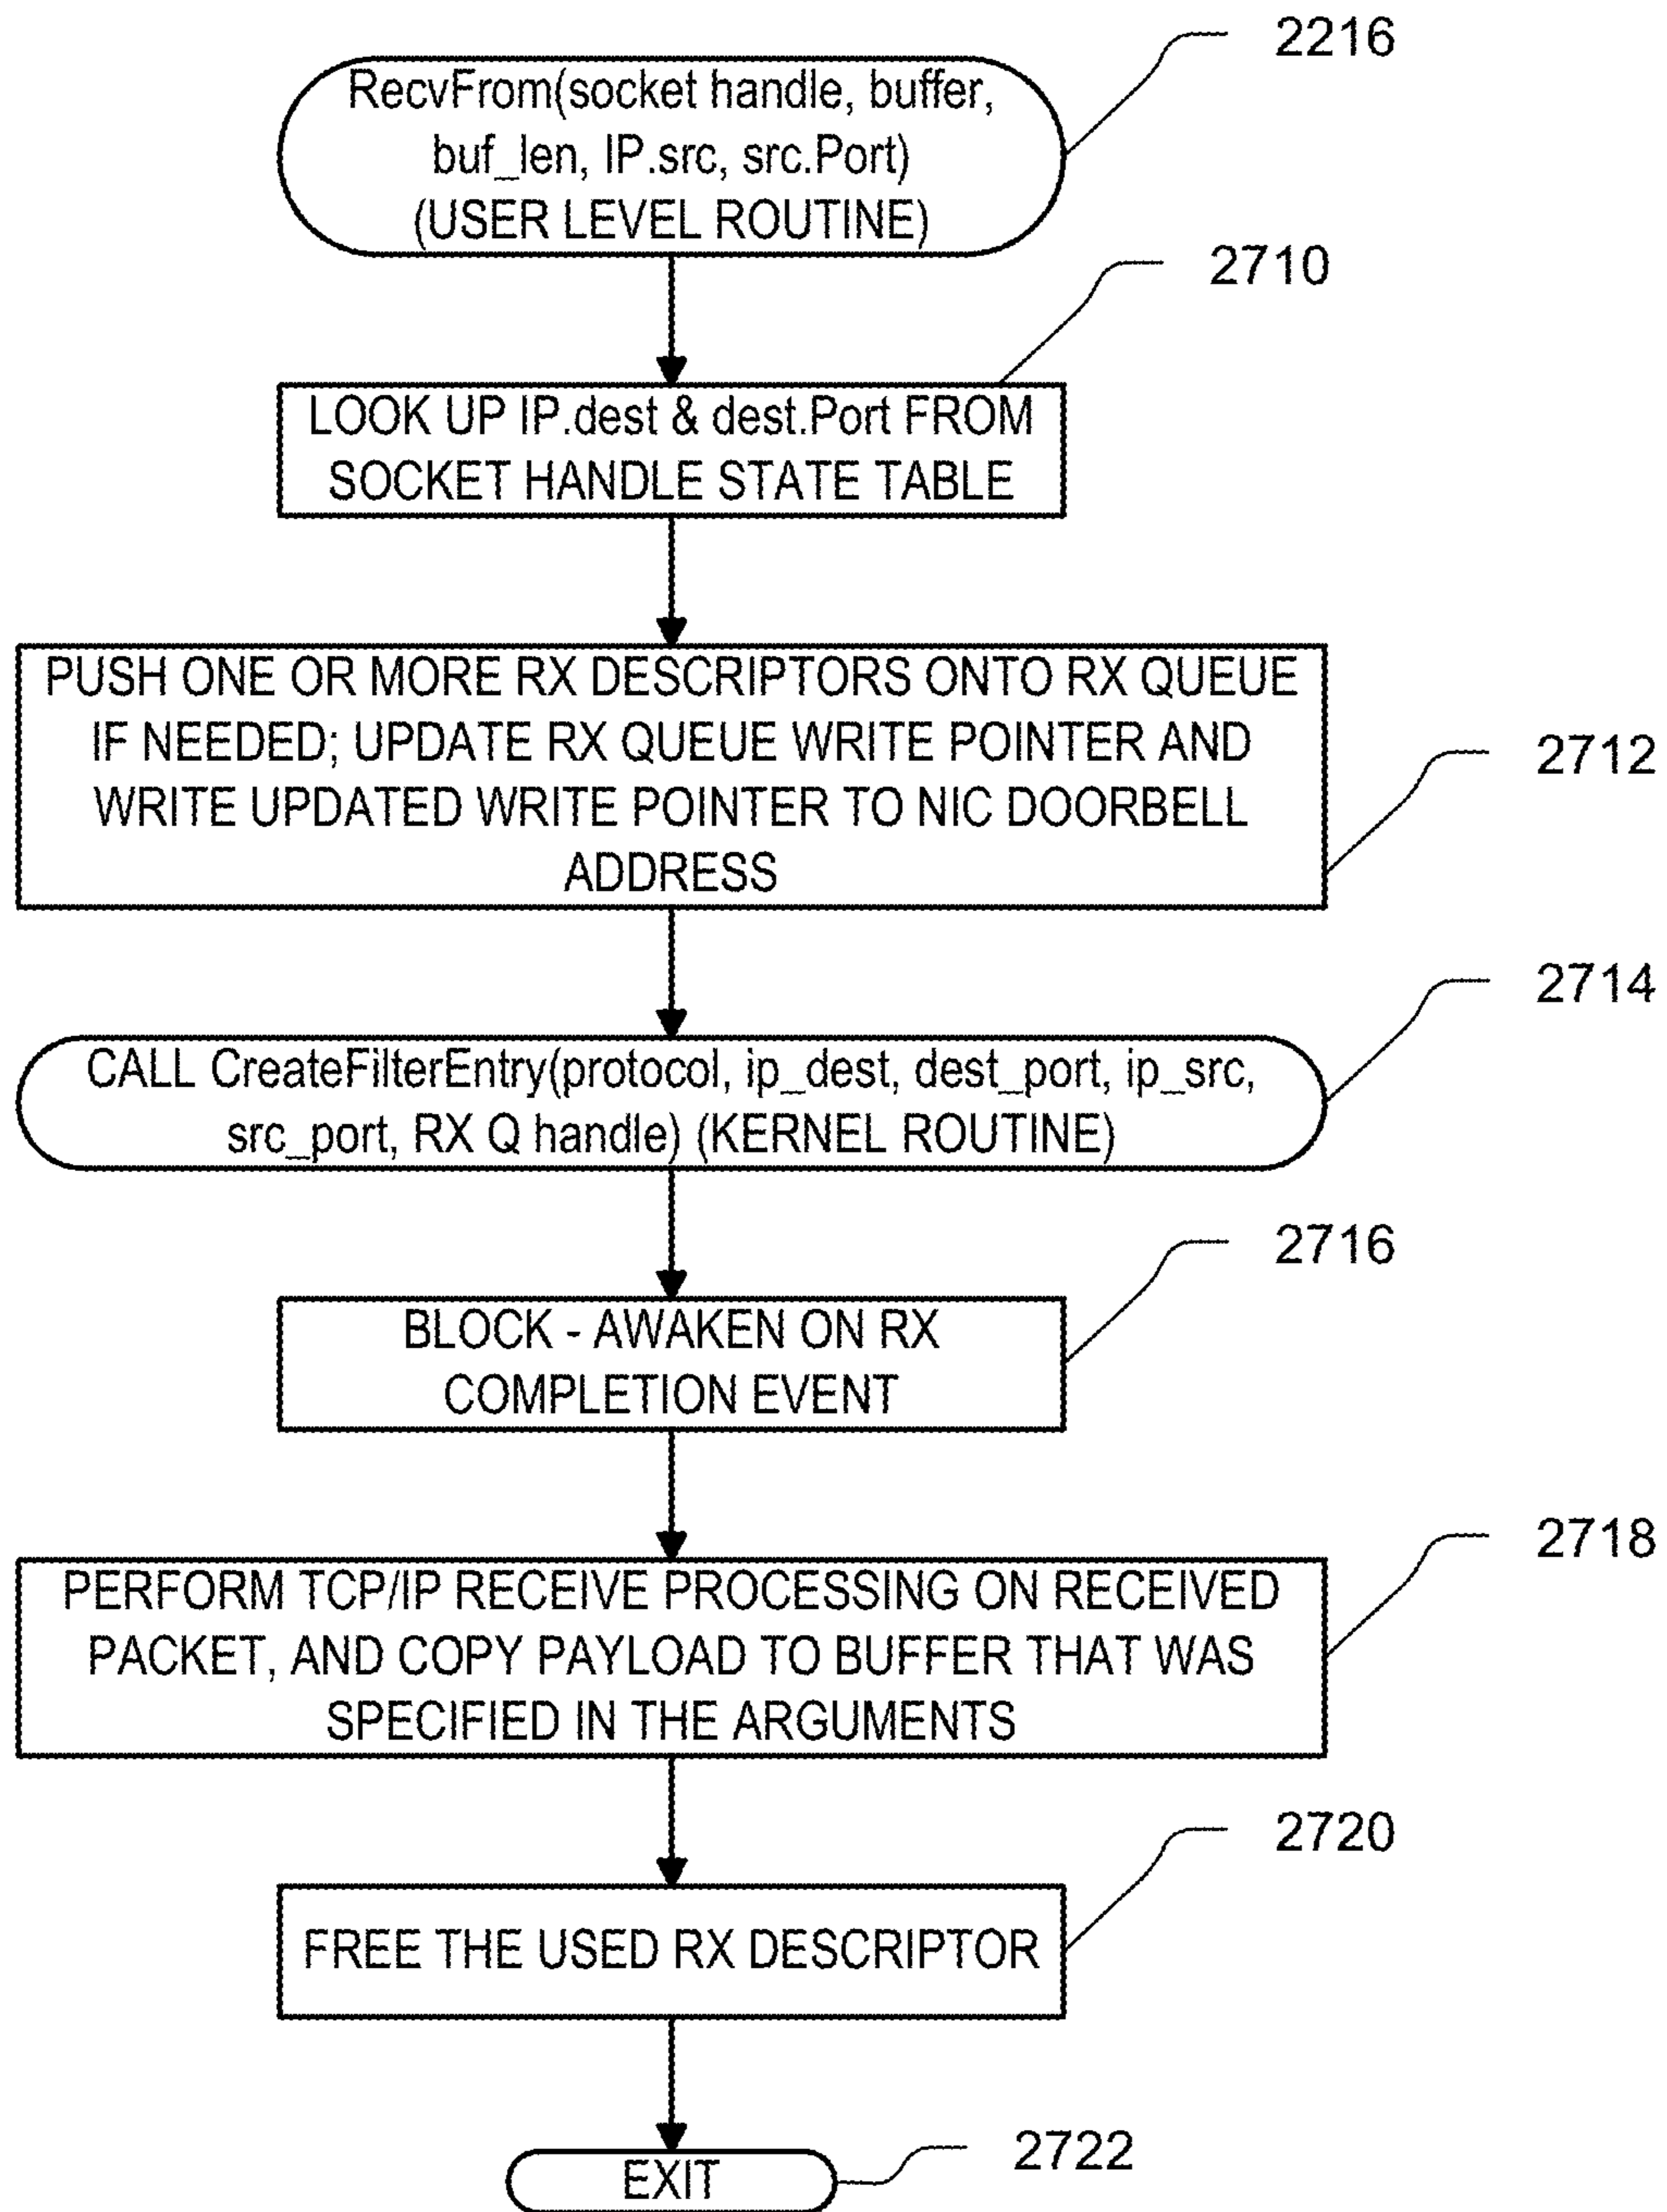 2216
RecvFrom(socket handle, buffer,
buf_len, IP.src, src.Port)
(USER LEVEL ROUTINE)
2710
LOOK UP IP.dest & dest.Port FROM
SOCKET HANDLE STATE TABLE
PUSH ONE OR MORE RX DESCRIPTORS ONTO RX QUEUE
IF NEEDED; UPDATE RX QUEUE WRITE POINTER AND
WRITE UPDATED WRITE POINTER TO NIC DOORBELL
ADDRESS
2712
2714
CALL CreateFilterEntry(protocol, ip_dest, dest_port, ip_src,
src_port, RX Q handle) (KERNEL ROUTINE)
2716
BLOCK - AWAKEN ON RX
COMPLETION EVENT
2718
PERFORM TCP/IP RECEIVE PROCESSING ON RECEIVED
PACKET, AND COPY PAYLOAD TO BUFFER THAT WAS
SPECIFIED IN THE ARGUMENTS
2720
FREE THE USED RX DESCRIPTOR
2722
EXIT